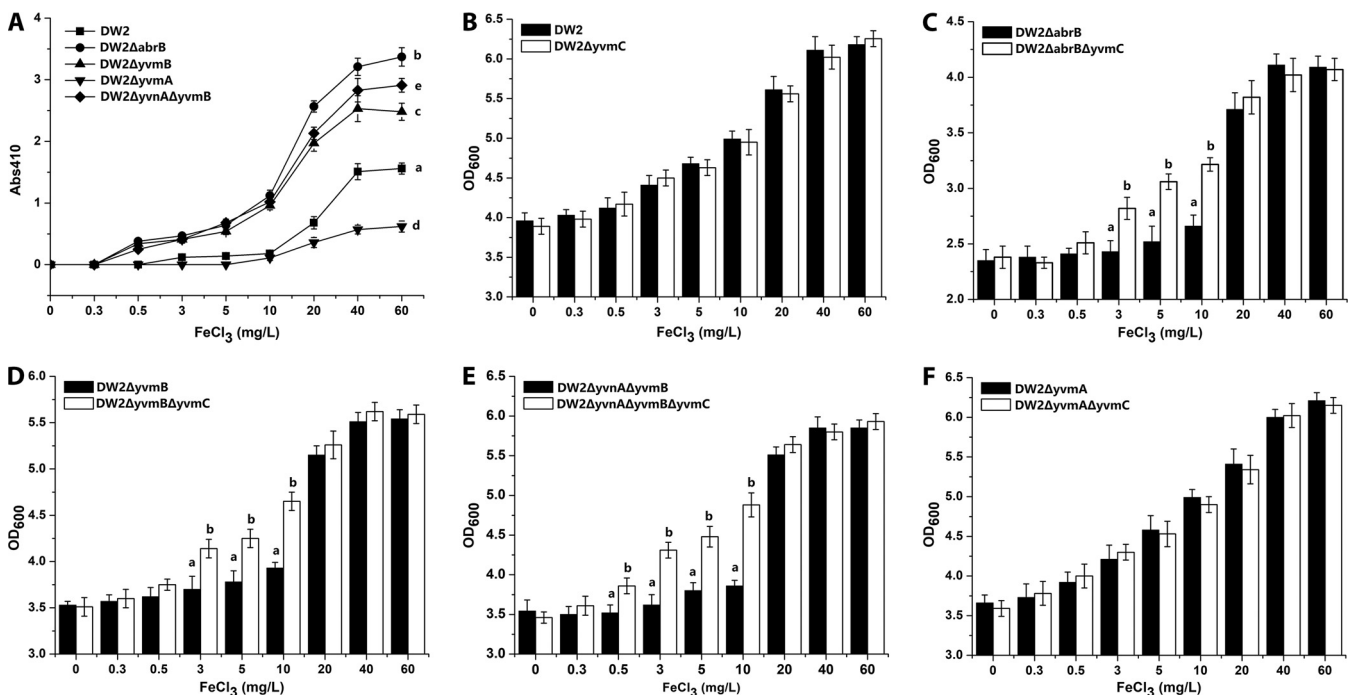 A
DW2
DW2ΔabrB
DW2ΔyvmB
DW2ΔyvmA
DW2ΔyvnAΔyvmB
b
e
c
a
d
4
3
2
1
0
Abs410
0 0.3 0.5 3 5 10 20 40 60
FeCl3 (mg/L)
B
DW2
DW2ΔyvmC
6.5
6.0
5.5
5.0
4.5
4.0
3.5
3.0
OD600
0 0.3 0.5 3 5 10 20 40 60
FeCl3 (mg/L)
C
DW2ΔabrB
DW2ΔabrBΔyvmC
a b a b a b
4.5
4.0
3.5
3.0
2.5
2.0
OD600
0 0.3 0.5 3 5 10 20 40 60
FeCl3 (mg/L)
D
DW2ΔyvmB
DW2ΔyvmBΔyvmC
a b a b a b
6.0
5.5
5.0
4.5
4.0
3.5
3.0
OD600
0 0.3 0.5 3 5 10 20 40 60
FeCl3 (mg/L)
E
DW2ΔyvnAΔyvmB
DW2ΔyvnAΔyvmBΔyvmC
a b a b a b a b
6.5
6.0
5.5
5.0
4.5
4.0
3.5
3.0
OD600
0 0.3 0.5 3 5 10 20 40 60
FeCl3 (mg/L)
F
DW2ΔyvmA
DW2ΔyvmAΔyvmC
6.5
6.0
5.5
5.0
4.5
4.0
3.5
3.0
OD600
0 0.3 0.5 3 5 10 20 40 60
FeCl3 (mg/L)